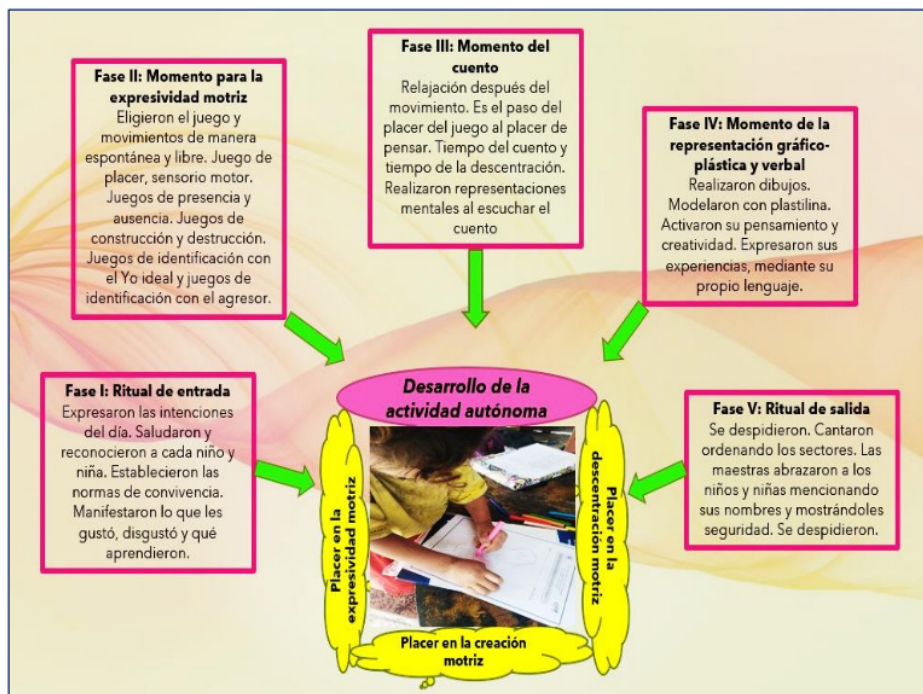 Fase I: Ritual de entrada
Expresaron las intenciones
del día. Saludaron y
reconocieron a cada niño y
niña. Establecieron las
normas de convivencia.
Manifestaron lo que les
gustó, disgustó y qué
aprendieron.
Fase II: Momento para la
expresividad motriz
Eligieron el juego y
movimientos de manera
espontánea y libre. Juego de
placer, sensorio motor.
Juegos de presencia y
ausencia. Juegos de
construcción y destrucción.
Juegos de identificación con
el Yo ideal y juegos de
identificación con el agresor.
Fase III: Momento del
cuento
Relajación después del
movimiento. Es el paso del
placer del juego al placer de
pensar. Tiempo del cuento y
tiempo de la descentración.
Realizaron representaciones
mentales al escuchar el
cuento
Fase IV: Momento de la
representación gráfico-
plástica y verbal
Realizaron dibujos.
Modelaron con plastilina.
Activaron su pensamiento y
creatividad. Expresaron sus
experiencias, mediante su
propio lenguaje.
Fase V: Ritual de salida
Se despidieron. Cantaron
ordenando los sectores. Las
maestras abrazaron a los
niños y niñas mencionando
sus nombres y mostrándoles
seguridad. Se despidieron.
Desarrollo de la
actividad autónoma
Placer en la
expresividad motriz
Placer en la
descentración motriz
Placer en la creación
motriz